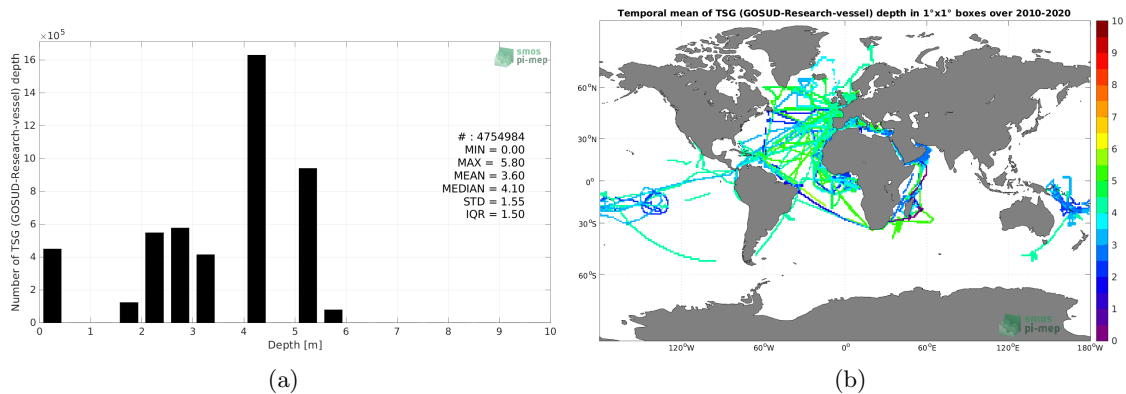 ×10⁵
16
14
12
10
8
6
4
2
0
Number of TSG (GOSUD-Research-vessel) depth
smos
pi-mep
# : 4754984
MIN = 0.00
MAX = 5.80
MEAN = 3.60
MEDIAN = 4.10
STD = 1.55
IQR = 1.50
0 1 2 3 4 5 6 7 8 9 10
Depth [m]
(a)
Temporal mean of TSG (GOSUD-Research-vessel) depth in 1°x1° boxes over 2010-2020
60°N
30°N
0°
30°S
60°S
120°W 60°W 0° 60°E 120°E 180°W
smos
pi-mep
10
9
8
7
6
5
4
3
2
1
0
(b)